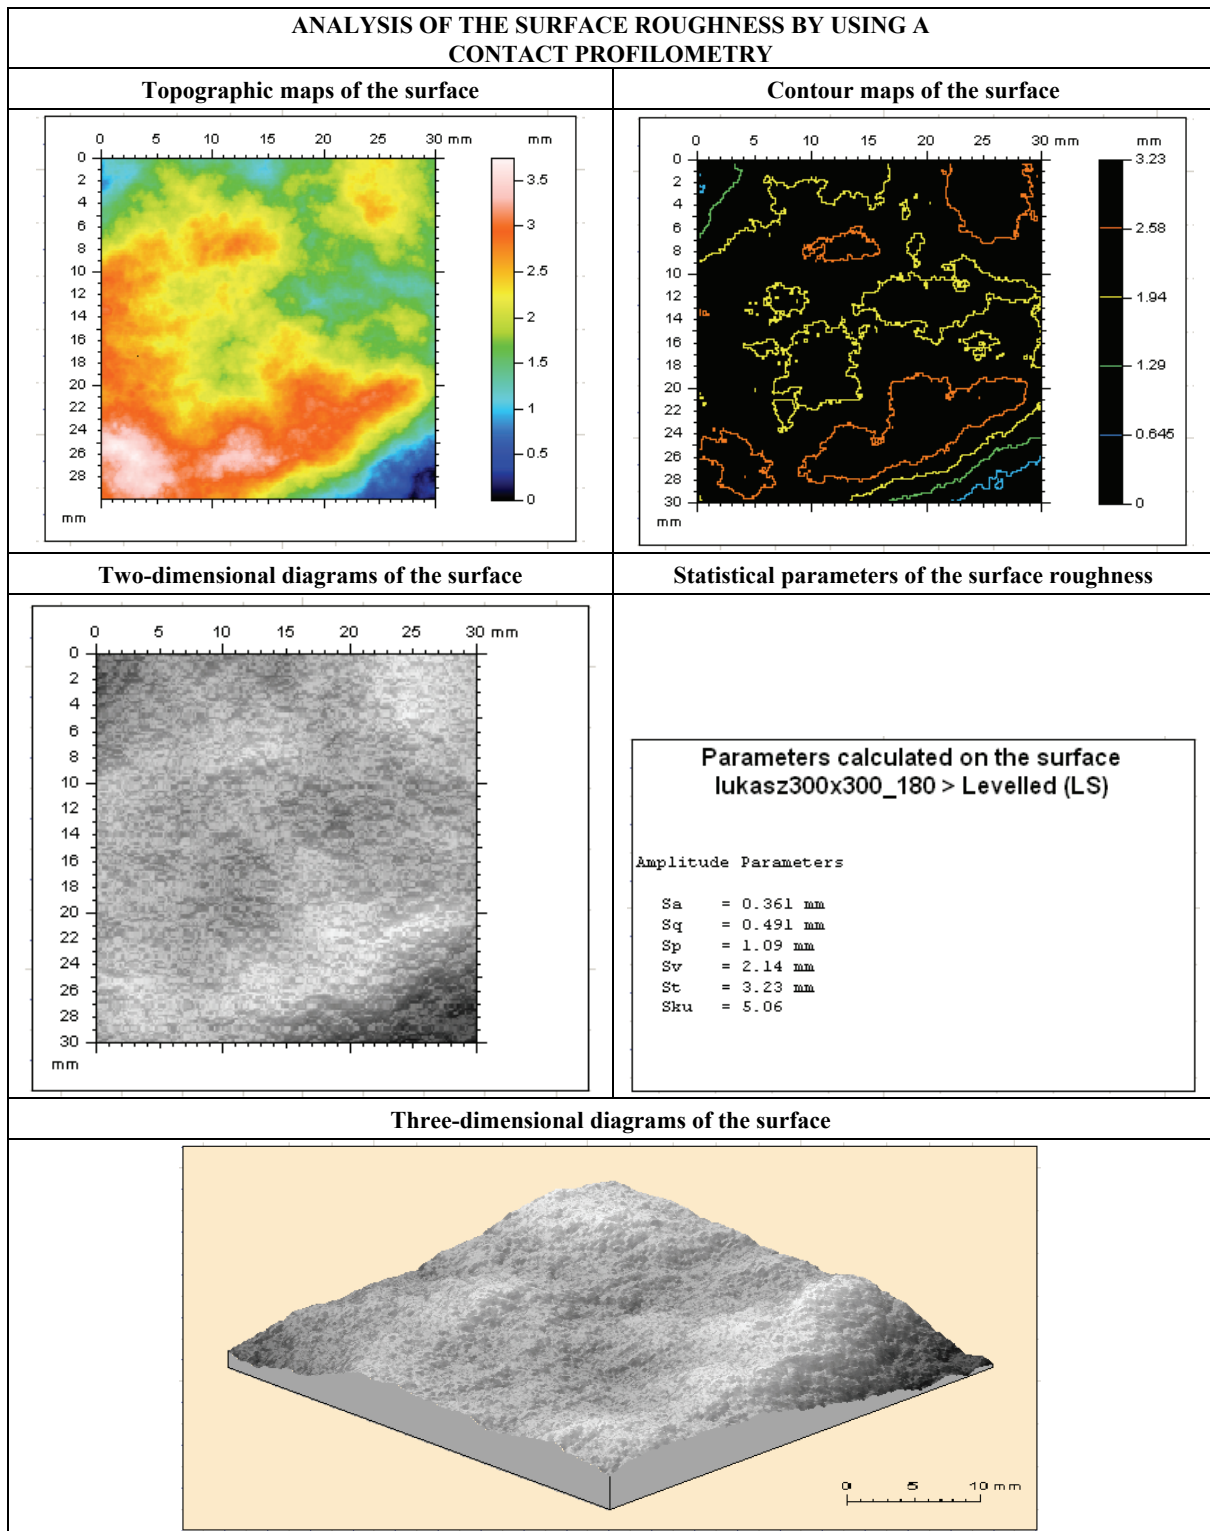 ANALYSIS OF THE SURFACE ROUGHNESS BY USING A
CONTACT PROFILOMETRY
Topographic maps of the surface
Contour maps of the surface
0 5 10 15 20 25 30 mm
mm
0
2
4
6
8
10
12
14
16
18
20
22
24
26
28
mm
3.5
3
2.5
2
1.5
1
0.5
0
0 5 10 15 20 25 30 mm
mm
0
2
4
6
8
10
12
14
16
18
20
22
24
26
28
30
mm
3.23
2.58
1.94
1.29
0.645
0
Two-dimensional diagrams of the surface
Statistical parameters of the surface roughness
0 5 10 15 20 25 30 mm
0
2
4
6
8
10
12
14
16
18
20
22
24
26
28
30
mm
Parameters calculated on the surface
lukasz300x300_180 > Levelled (LS)
Amplitude Parameters
Sa = 0.361 mm
Sq = 0.491 mm
Sp = 1.09 mm
Sv = 2.14 mm
St = 3.23 mm
Sku = 5.06
Three-dimensional diagrams of the surface
0 5 10 mm